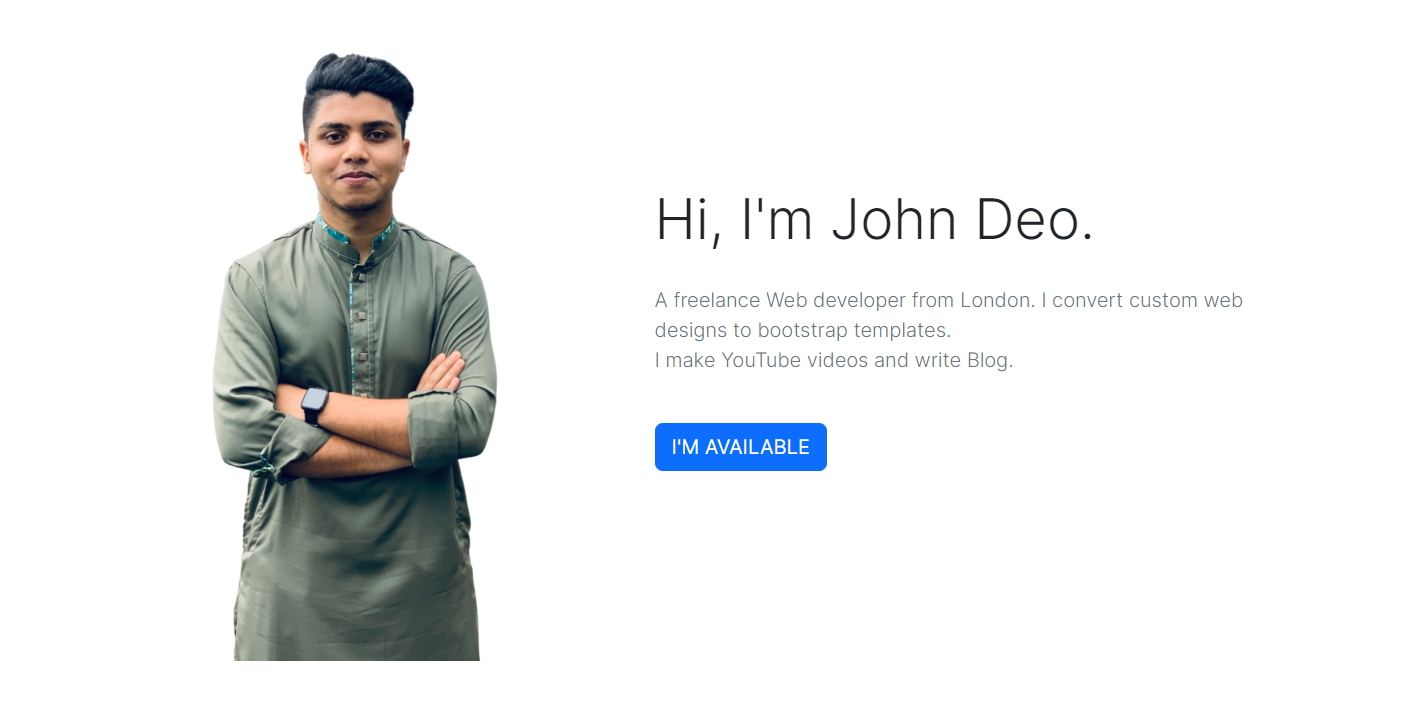 Hi, I'm John Deo.
A freelance Web developer from London. I convert custom web
designs to bootstrap templates.
I make YouTube videos and write Blog.
I'M AVAILABLE